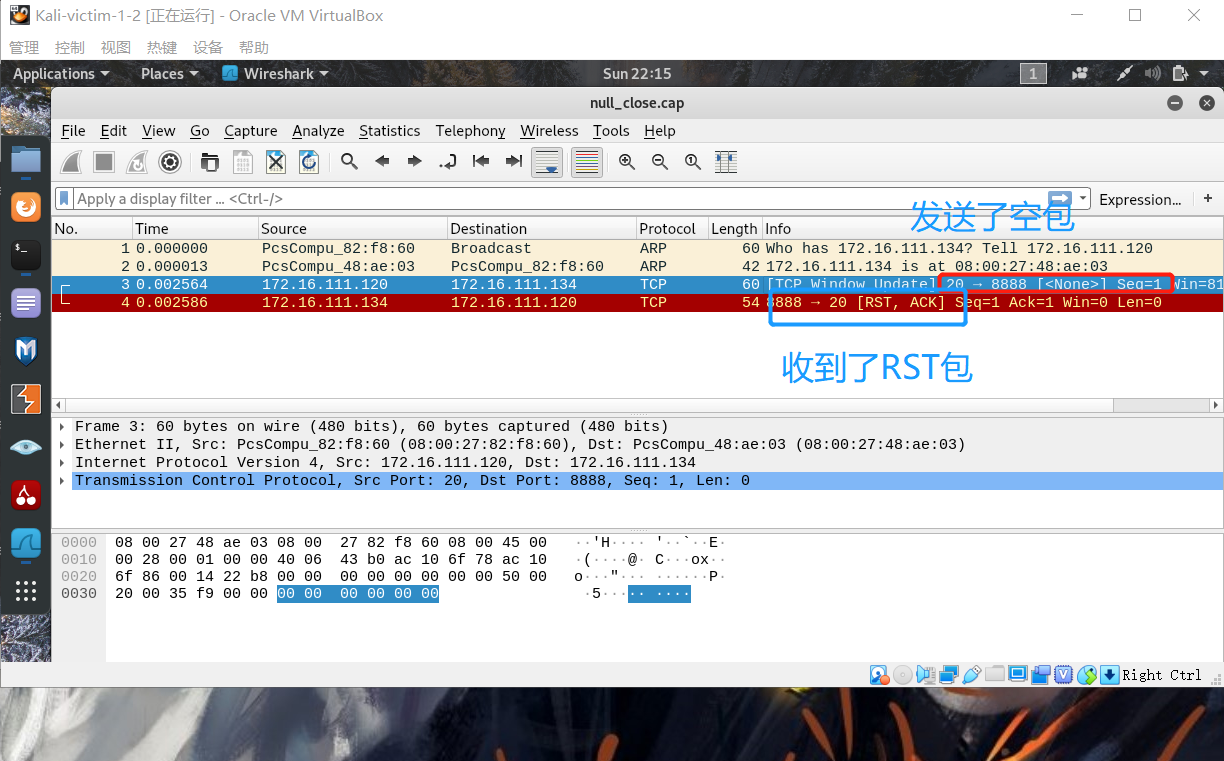 Kali-victim-1-2 [正在运行] - Oracle VM VirtualBox
管理 控制 视图 热键 设备 帮助
Applications Places Wireshark Sun 22:15 1
null_close.cap
File Edit View Go Capture Analyze Statistics Telephony Wireless Tools Help
Apply a display filter ... <Ctrl-/> Expression... +
发送了空包
No. Time Source Destination Protocol Length Info
1 0.000000 PcsCompu_82:f8:60 Broadcast ARP 60 Who has 172.16.111.134? Tell 172.16.111.120
2 0.000013 PcsCompu_48:ae:03 PcsCompu_82:f8:60 ARP 42 172.16.111.134 is at 08:00:27:48:ae:03
3 0.002564 172.16.111.120 172.16.111.134 TCP 60 [TCP Window Update] 20 → 8888 [<None>] Seq=1 Win=81
4 0.002586 172.16.111.134 172.16.111.120 TCP 54 8888 → 20 [RST, ACK] Seq=1 Ack=1 Win=0 Len=0
收到了RST包
Frame 3: 60 bytes on wire (480 bits), 60 bytes captured (480 bits)
Ethernet II, Src: PcsCompu_82:f8:60 (08:00:27:82:f8:60), Dst: PcsCompu_48:ae:03 (08:00:27:48:ae:03)
Internet Protocol Version 4, Src: 172.16.111.120, Dst: 172.16.111.134
Transmission Control Protocol, Src Port: 20, Dst Port: 8888, Seq: 1, Len: 0
0000 08 00 27 48 ae 03 08 00 27 82 f8 60 08 00 45 00 ··'H···· '··`··E·
0010 00 28 00 01 00 00 40 06 43 b0 ac 10 6f 78 ac 10 ·(····@· C···ox··
0020 6f 86 00 14 22 b8 00 00 00 00 00 00 00 00 50 00 o···"··· ······P·
0030 20 00 35 f9 00 00 00 00 00 00 00 00 ·5······ ····
Right Ctrl